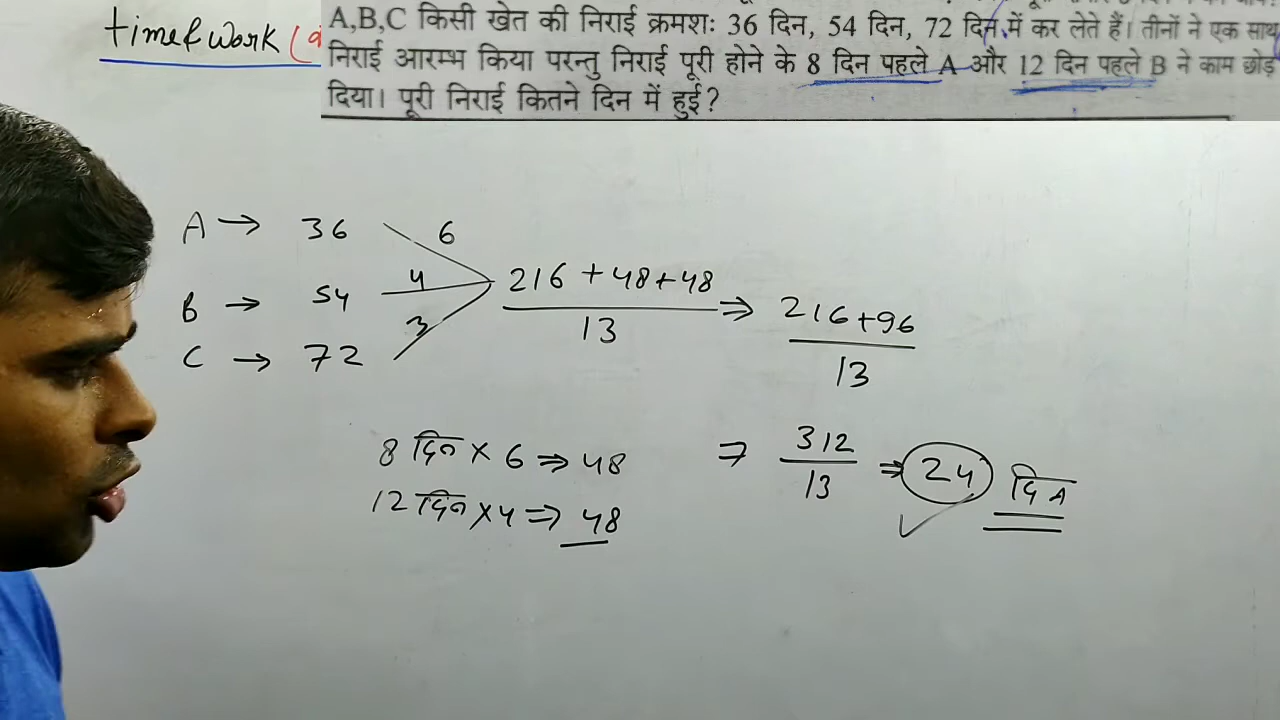 time & work (a
A,B,C किसी खेत की निराई क्रमशः 36 दिन, 54 दिन, 72 दिन में कर लेते हैं। तीनों ने एक साथ
निराई आरम्भ किया परन्तु निराई पूरी होने के 8 दिन पहले A और 12 दिन पहले B ने काम छोड़
दिया। पूरी निराई कितने दिन में हुई?
A → 36 6
B → 54 4
C → 72 3
216 + 48 + 48
13
⇒ 216 + 96
13
8 दिन × 6 ⇒ 48
12 दिन × 4 ⇒ 48
⇒ 312
13
⇒ 24 दिA